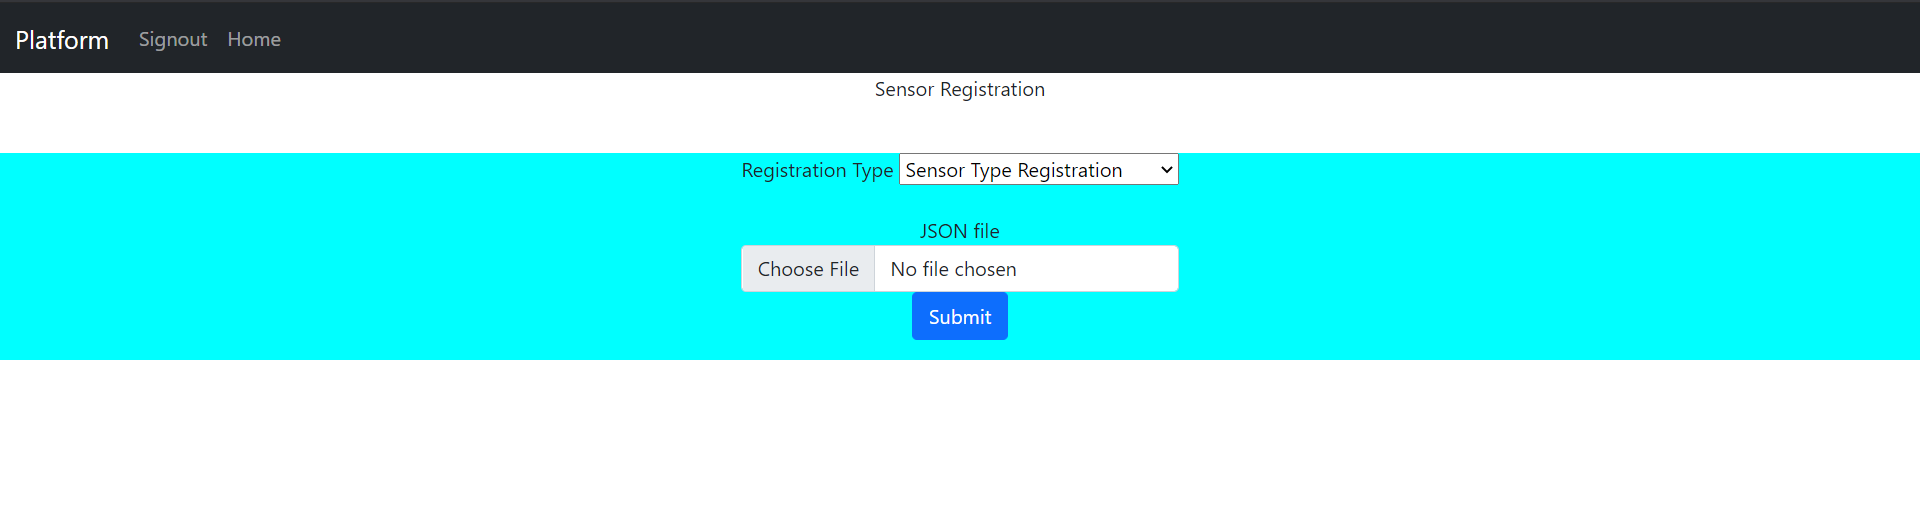 Platform Signout Home
Sensor Registration
Registration Type Sensor Type Registration
JSON file
Choose File No file chosen
Submit